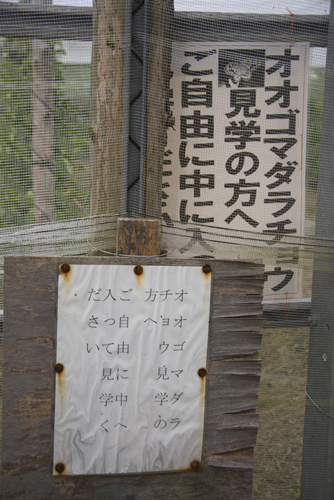 オオゴマダラチョウ
見学の方へ
ご自由に中に入
オオゴマダラ
チョウ見学の
方へ
ご自由に中へ
入って見学く
ださい